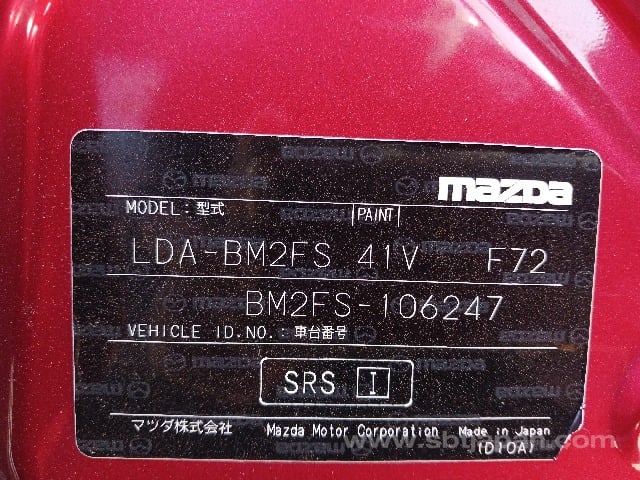 mazda
MODEL:型式 PAINT
LDA-BM2FS 41V F72
BM2FS-106247
VEHICLE ID.NO.:車台番号
SRS I
マツダ株式会社 Mazda Motor Corporation Made in Japan
(D10A)
www.sbtjapan.com